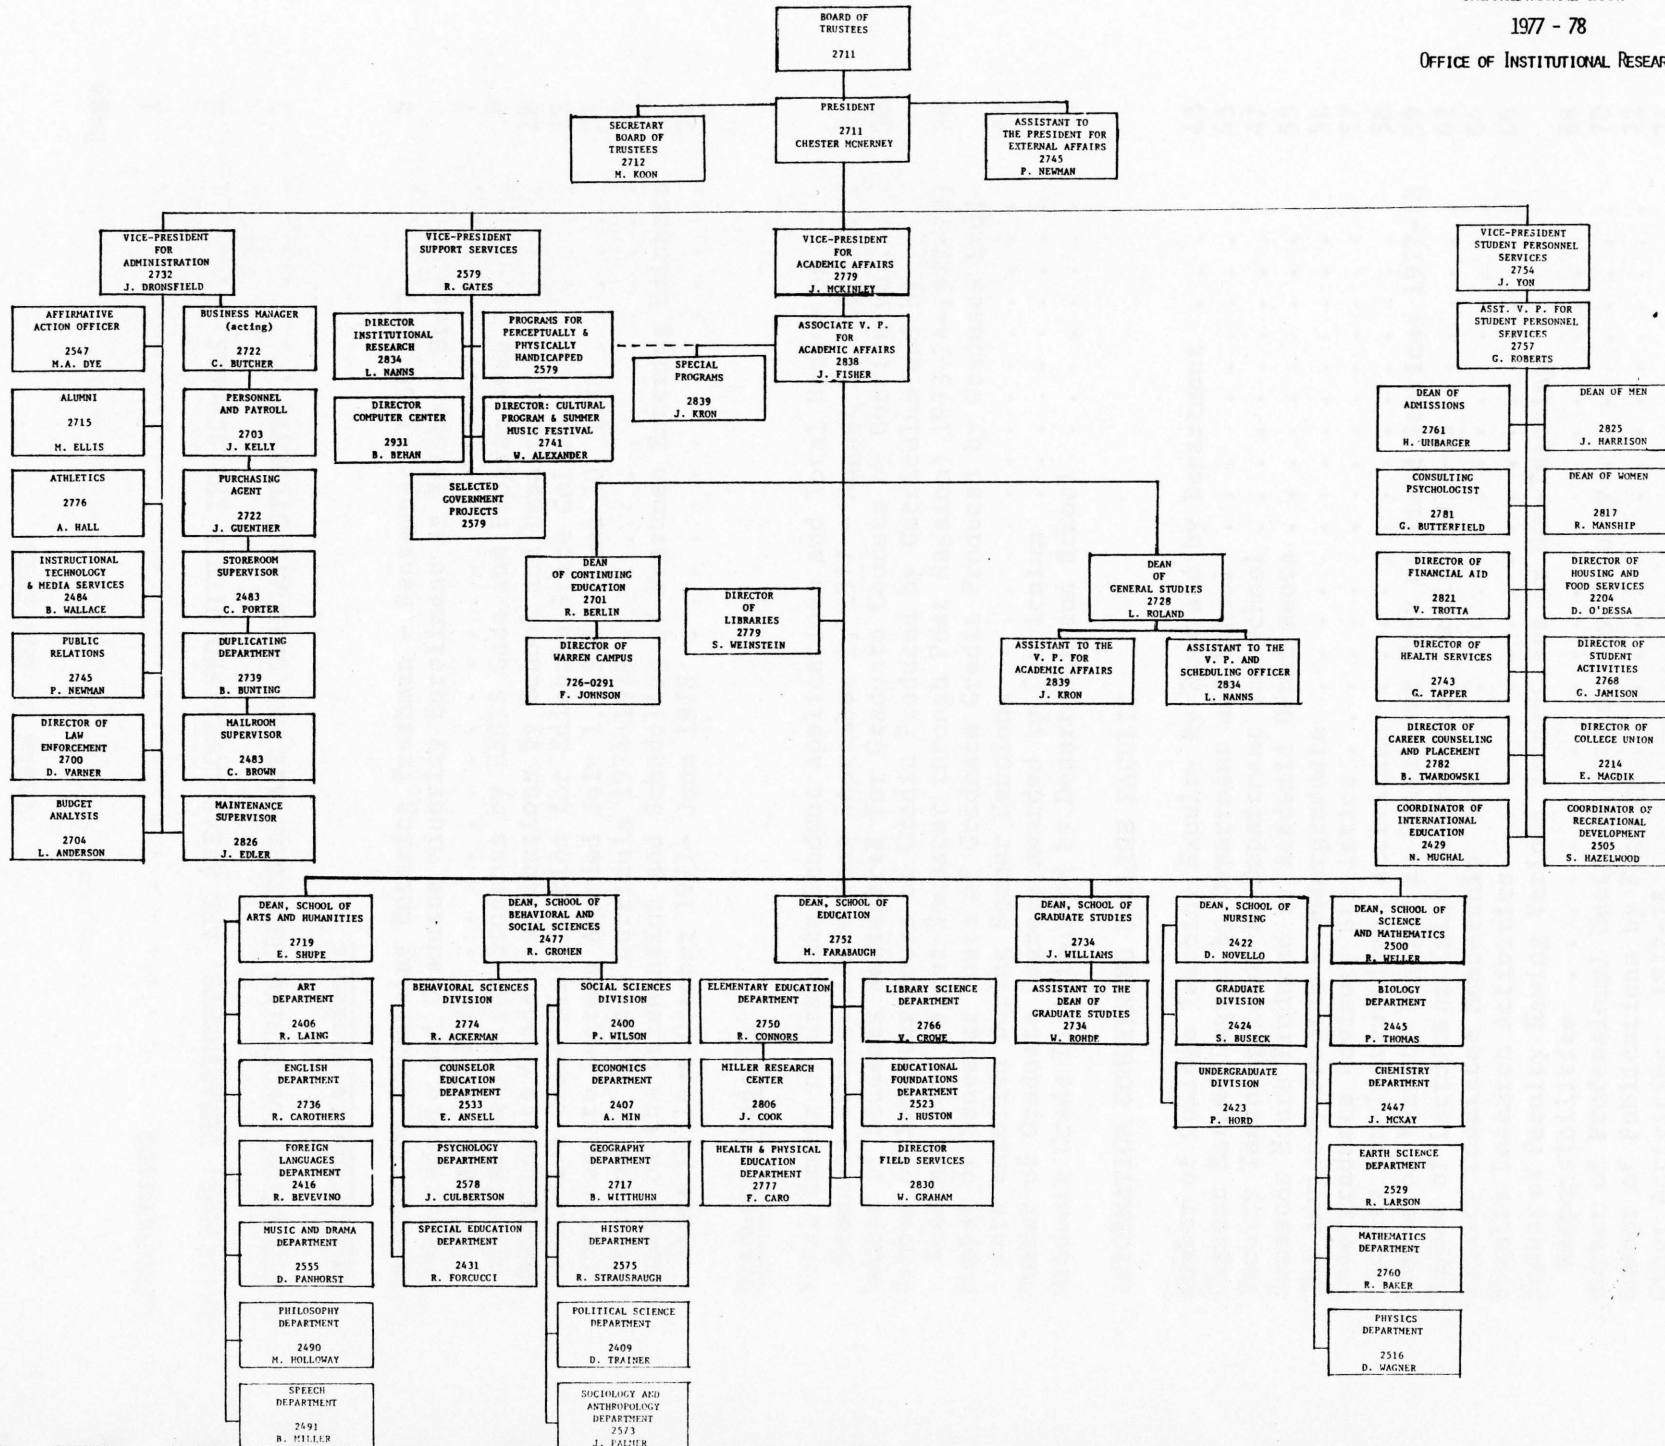 1977 - 78
OFFICE OF INSTITUTIONAL RESEAR
BOARD OF
TRUSTEES
2711
PRESIDENT
2711
CHESTER MCNERNEY
SECRETARY
BOARD OF
TRUSTEES
2712
M. KOON
ASSISTANT TO
THE PRESIDENT FOR
EXTERNAL AFFAIRS
2745
P. NEWMAN
VICE-PRESIDENT
FOR
ADMINISTRATION
2732
J. DRONSFIELD
VICE-PRESIDENT
SUPPORT SERVICES
2579
R. GATES
VICE-PRESIDENT
FOR
ACADEMIC AFFAIRS
2779
J. MCKINLEY
VICE-PRESIDENT
STUDENT PERSONNEL
SERVICES
2754
J. YON
AFFIRMATIVE
ACTION OFFICER
2547
M.A. DYE
BUSINESS MANAGER
(acting)
2722
C. BUTCHER
ALUMNI
2715
M. ELLIS
PERSONNEL
AND PAYROLL
2703
J. KELLY
ATHLETICS
2776
A. HALL
PURCHASING
AGENT
2722
J. GUENTHER
INSTRUCTIONAL
TECHNOLOGY
& MEDIA SERVICES
2484
B. WALLACE
STOREROOM
SUPERVISOR
2483
C. PORTER
PUBLIC
RELATIONS
2745
P. NEWMAN
DUPLICATING
DEPARTMENT
2739
B. BUNTING
DIRECTOR OF
LAW
ENFORCEMENT
2700
D. VARNER
MAILROOM
SUPERVISOR
2483
C. BROWN
BUDGET
ANALYSIS
2704
L. ANDERSON
MAINTENANCE
SUPERVISOR
2826
J. EDLER
DIRECTOR
INSTITUTIONAL
RESEARCH
2834
L. NANNS
PROGRAMS FOR
PERCEPTUALLY &
PHYSICALLY
HANDICAPPED
2579
DIRECTOR
COMPUTER CENTER
2931
B. BEHAN
DIRECTOR: CULTURAL
PROGRAM & SUMMER
MUSIC FESTIVAL
2741
W. ALEXANDER
SELECTED
GOVERNMENT
PROJECTS
2579
ASSOCIATE V. P.
FOR
ACADEMIC AFFAIRS
2838
J. FISHER
SPECIAL
PROGRAMS
2839
J. KRON
DEAN
OF CONTINUING
EDUCATION
2701
R. BERLIN
DIRECTOR OF
WARREN CAMPUS
726-0291
F. JOHNSON
DIRECTOR
OF
LIBRARIES
2779
S. WEINSTEIN
DEAN
OF
GENERAL STUDIES
2728
L. ROLAND
ASSISTANT TO THE
V. P. FOR
ACADEMIC AFFAIRS
2839
J. KRON
ASSISTANT TO THE
V. P. AND
SCHEDULING OFFICER
2834
L. NANNS
ASST. V. P. FOR
STUDENT PERSONNEL
SERVICES
2757
G. ROBERTS
DEAN OF
ADMISSIONS
2761
H. UMBARGER
DEAN OF MEN
2825
J. HARRISON
CONSULTING
PSYCHOLOGIST
2781
G. BUTTERFIELD
DEAN OF WOMEN
2817
R. MANSHIP
DIRECTOR OF
FINANCIAL AID
2821
V. TROTTA
DIRECTOR OF
HOUSING AND
FOOD SERVICES
2204
D. O'DESSA
DIRECTOR OF
HEALTH SERVICES
2743
G. TAPPER
DIRECTOR OF
STUDENT
ACTIVITIES
2768
G. JAMISON
DIRECTOR OF
CAREER COUNSELING
AND PLACEMENT
2782
B. TWARDOWSKI
DIRECTOR OF
COLLEGE UNION
2214
E. MAGDIK
COORDINATOR OF
INTERNATIONAL
EDUCATION
2429
N. MUGHAL
COORDINATOR OF
RECREATIONAL
DEVELOPMENT
2505
S. HAZELWOOD
DEAN, SCHOOL OF
ARTS AND HUMANITIES
2719
E. SHUPE
DEAN, SCHOOL OF
BEHAVIORAL AND
SOCIAL SCIENCES
2477
R. GROMEN
DEAN, SCHOOL OF
EDUCATION
2752
M. FARABAUGH
DEAN, SCHOOL OF
GRADUATE STUDIES
2734
J. WILLIAMS
DEAN, SCHOOL OF
NURSING
2422
D. NOVELLO
DEAN, SCHOOL OF
SCIENCE
AND MATHEMATICS
2500
R. WELLER
ART
DEPARTMENT
2406
R. LAING
ENGLISH
DEPARTMENT
2736
R. CAROTHERS
FOREIGN
LANGUAGES
DEPARTMENT
2416
R. BEVEVINO
MUSIC AND DRAMA
DEPARTMENT
2555
D. PANHORST
PHILOSOPHY
DEPARTMENT
2490
M. HOLLOWAY
SPEECH
DEPARTMENT
2491
B. MILLER
BEHAVIORAL SCIENCES
DIVISION
2774
R. ACKERMAN
COUNSELOR
EDUCATION
DEPARTMENT
2533
E. ANSELL
PSYCHOLOGY
DEPARTMENT
2578
J. CULBERTSON
SPECIAL EDUCATION
DEPARTMENT
2431
R. FORCUCCI
SOCIAL SCIENCES
DIVISION
2400
P. WILSON
ECONOMICS
DEPARTMENT
2407
A. MIN
GEOGRAPHY
DEPARTMENT
2717
B. WITTHUHN
HISTORY
DEPARTMENT
2575
R. STRAUSBAUGH
POLITICAL SCIENCE
DEPARTMENT
2409
D. TRAINER
SOCIOLOGY AND
ANTHROPOLOGY
DEPARTMENT
2573
J. PALMER
ELEMENTARY EDUCATION
DEPARTMENT
2750
R. CONNORS
LIBRARY SCIENCE
DEPARTMENT
2766
V. CROWE
MILLER RESEARCH
CENTER
2806
J. COOK
EDUCATIONAL
FOUNDATIONS
DEPARTMENT
2523
J. HUSTON
HEALTH & PHYSICAL
EDUCATION
DEPARTMENT
2777
F. CARO
DIRECTOR
FIELD SERVICES
2830
W. GRAHAM
ASSISTANT TO THE
DEAN OF
GRADUATE STUDIES
2734
W. ROHDE
GRADUATE
DIVISION
2424
S. BUSECK
UNDERGRADUATE
DIVISION
2423
P. HORD
BIOLOGY
DEPARTMENT
2445
P. THOMAS
CHEMISTRY
DEPARTMENT
2447
J. MCKAY
EARTH SCIENCE
DEPARTMENT
2529
R. LARSON
MATHEMATICS
DEPARTMENT
2760
R. BAKER
PHYSICS
DEPARTMENT
2516
D. WAGNER